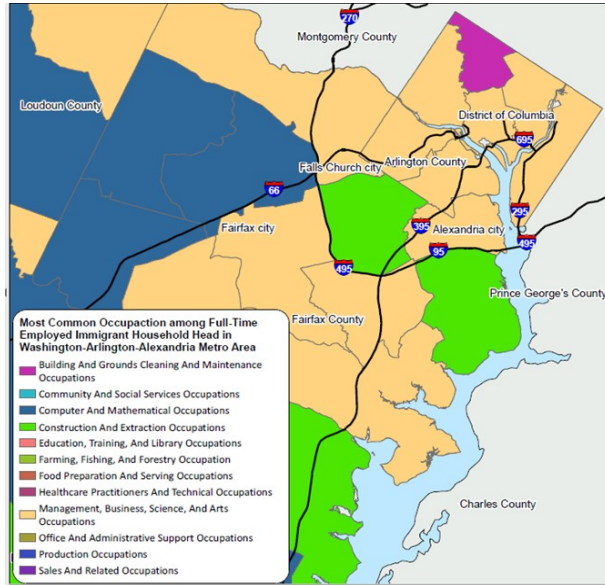 270
Montgomery County
Loudoun County
District of Columbia
695
Arlington County
Falls Church city
66
295
395
Fairfax city
Alexandria city
495
95
495
Prince George's County
Fairfax County
Most Common Occupaction among Full-Time
Employed Immigrant Household Head in
Washington-Arlington-Alexandria Metro Area
Building And Grounds Cleaning And Maintenance
Occupations
Community And Social Services Occupations
Computer And Mathematical Occupations
Construction And Extraction Occupations
Education, Training, And Library Occupations
Farming, Fishing, And Forestry Occupation
Food Preparation And Serving Occupations
Healthcare Practitioners And Technical Occupations
Management, Business, Science, And Arts
Occupations
Office And Administrative Support Occupations
Production Occupations
Sales And Related Occupations
Charles County